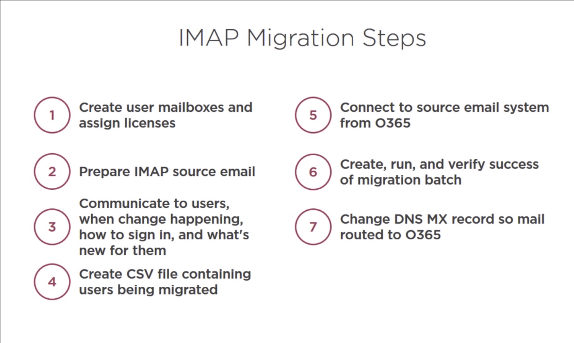 IMAP Migration Steps
1
Create user mailboxes and
assign licenses
2
Prepare IMAP source email
3
Communicate to users,
when change happening,
how to sign in, and what's
new for them
4
Create CSV file containing
users being migrated
5
Connect to source email system
from O365
6
Create, run, and verify success
of migration batch
7
Change DNS MX record so mail
routed to O365